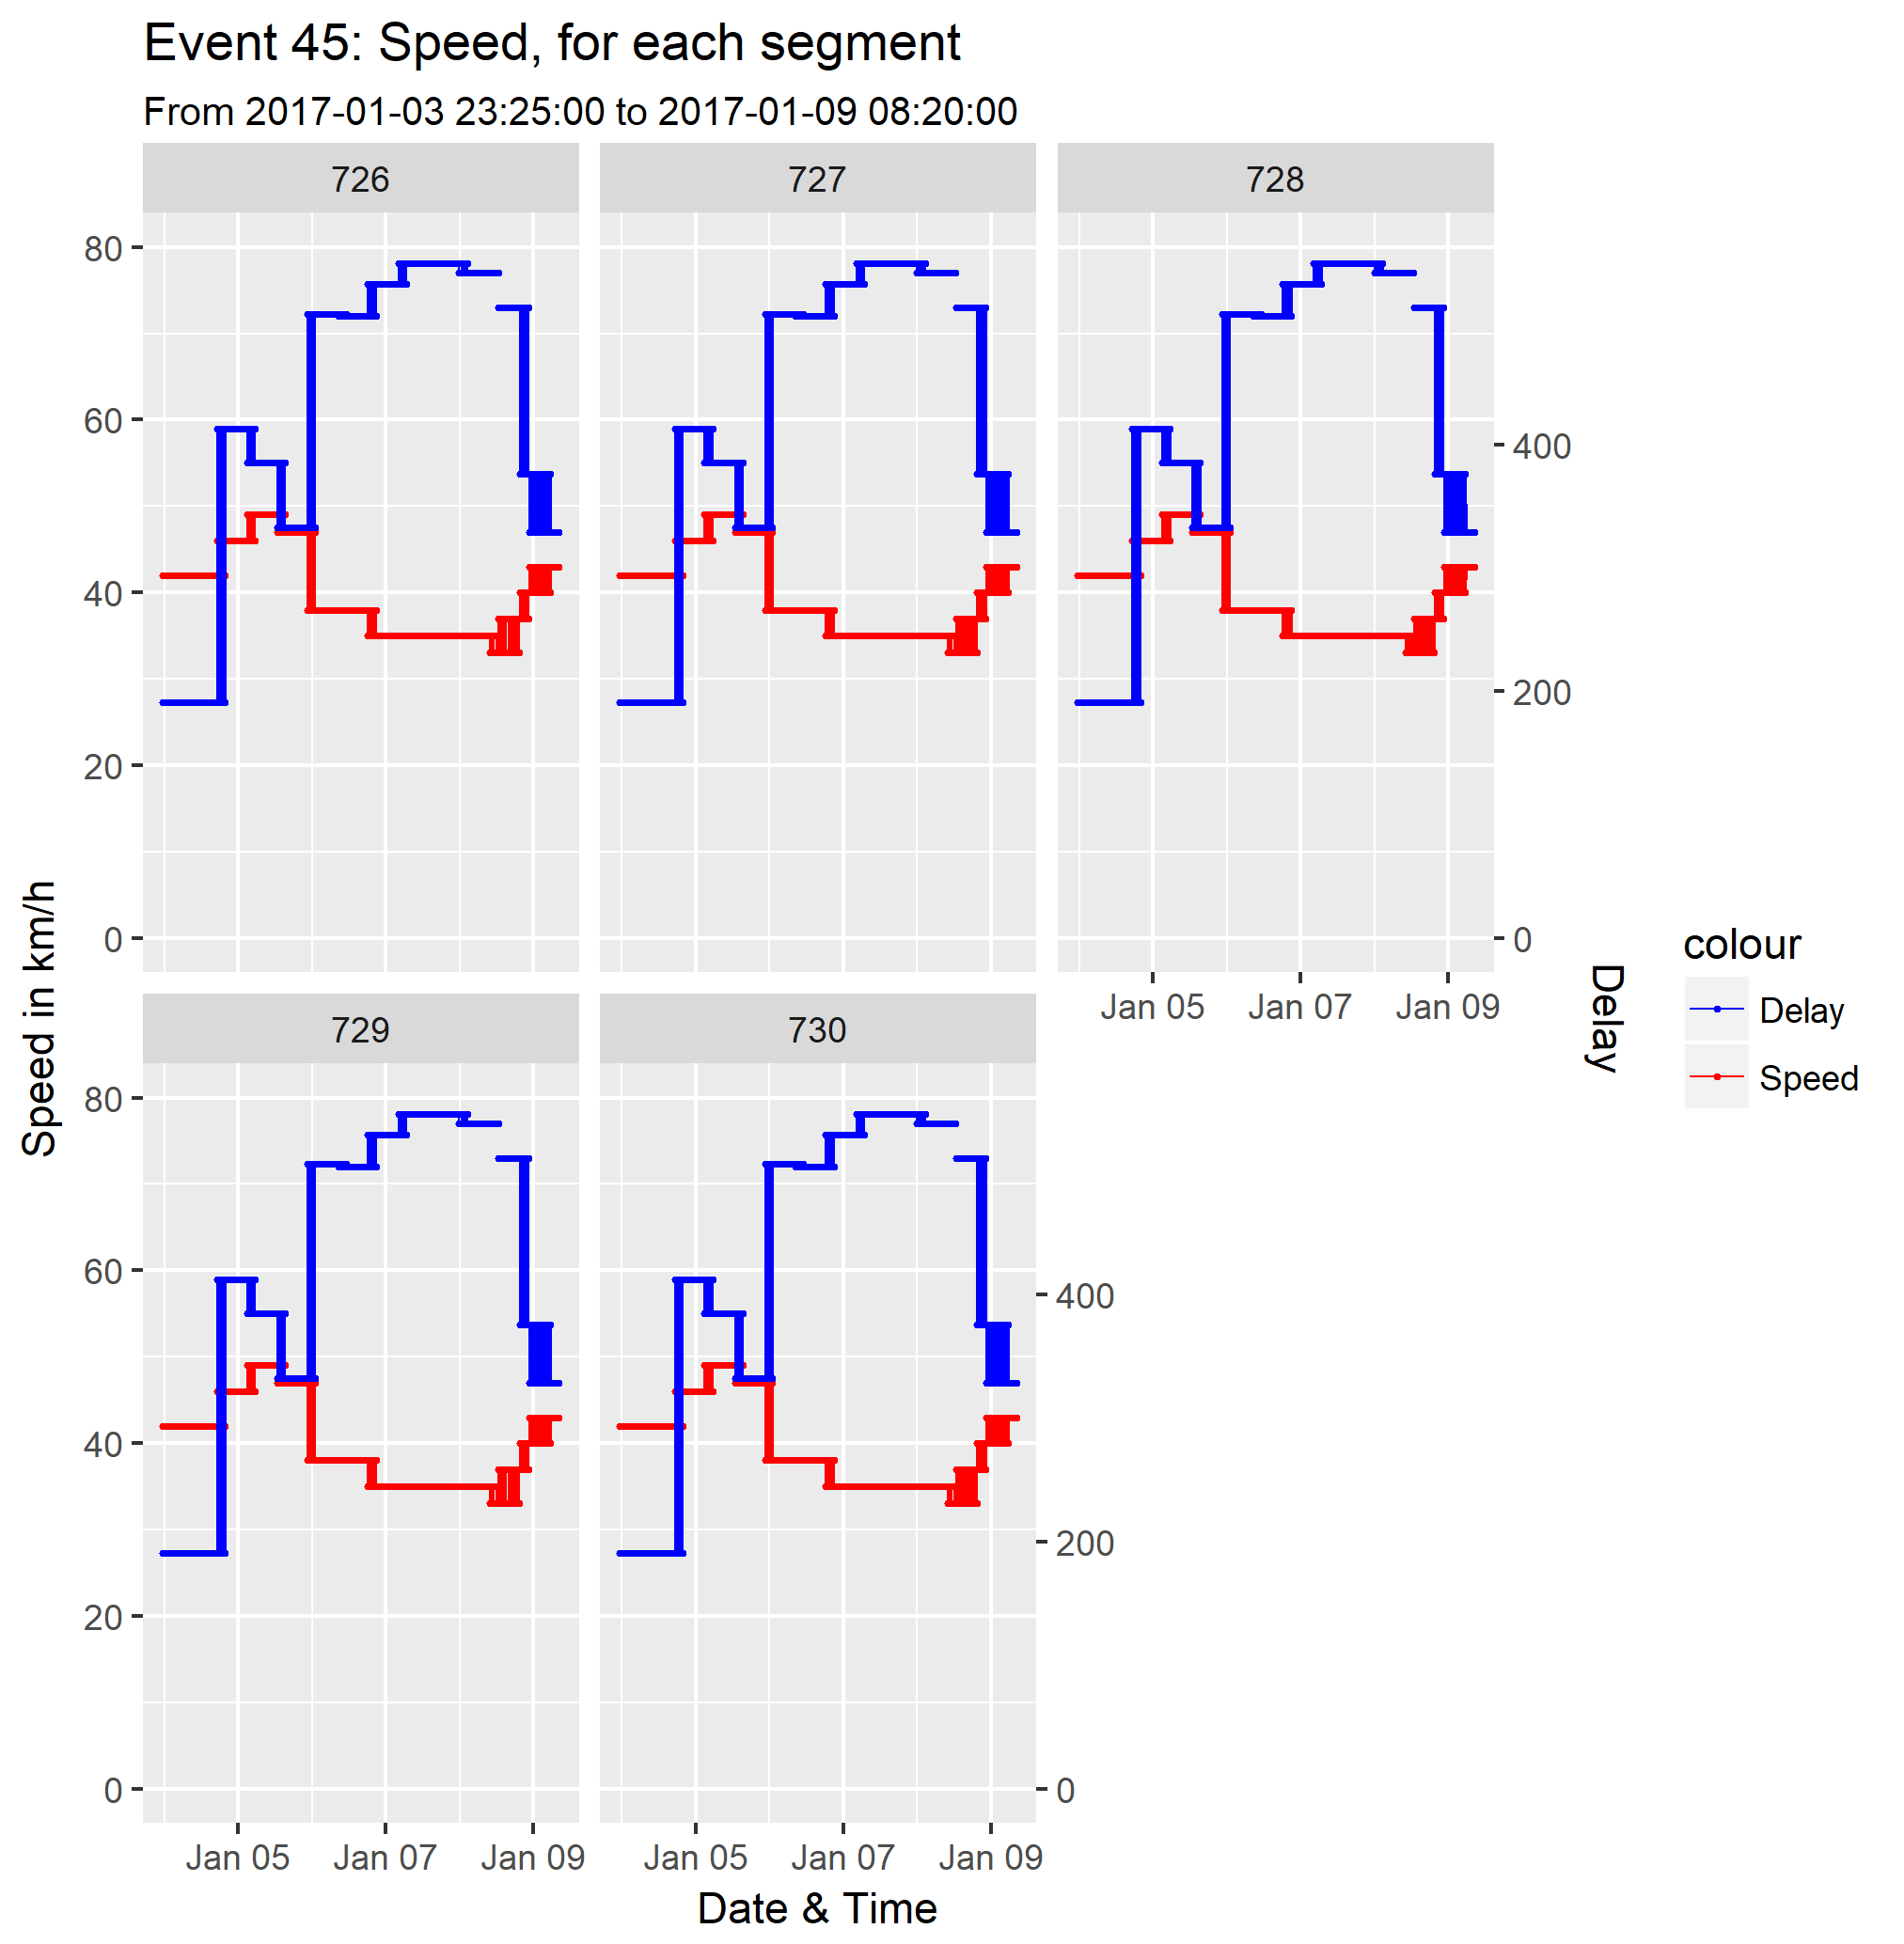 Event 45: Speed, for each segment
From 2017-01-03 23:25:00 to 2017-01-09 08:20:00
726 727 728
80
60
40
20
0
400
200
0
Jan 05 Jan 07 Jan 09
Speed in km/h
Delay
colour
Delay
Speed
729 730
80
60
40
20
0
400
200
0
Jan 05 Jan 07 Jan 09 Jan 05 Jan 07 Jan 09
Date & Time